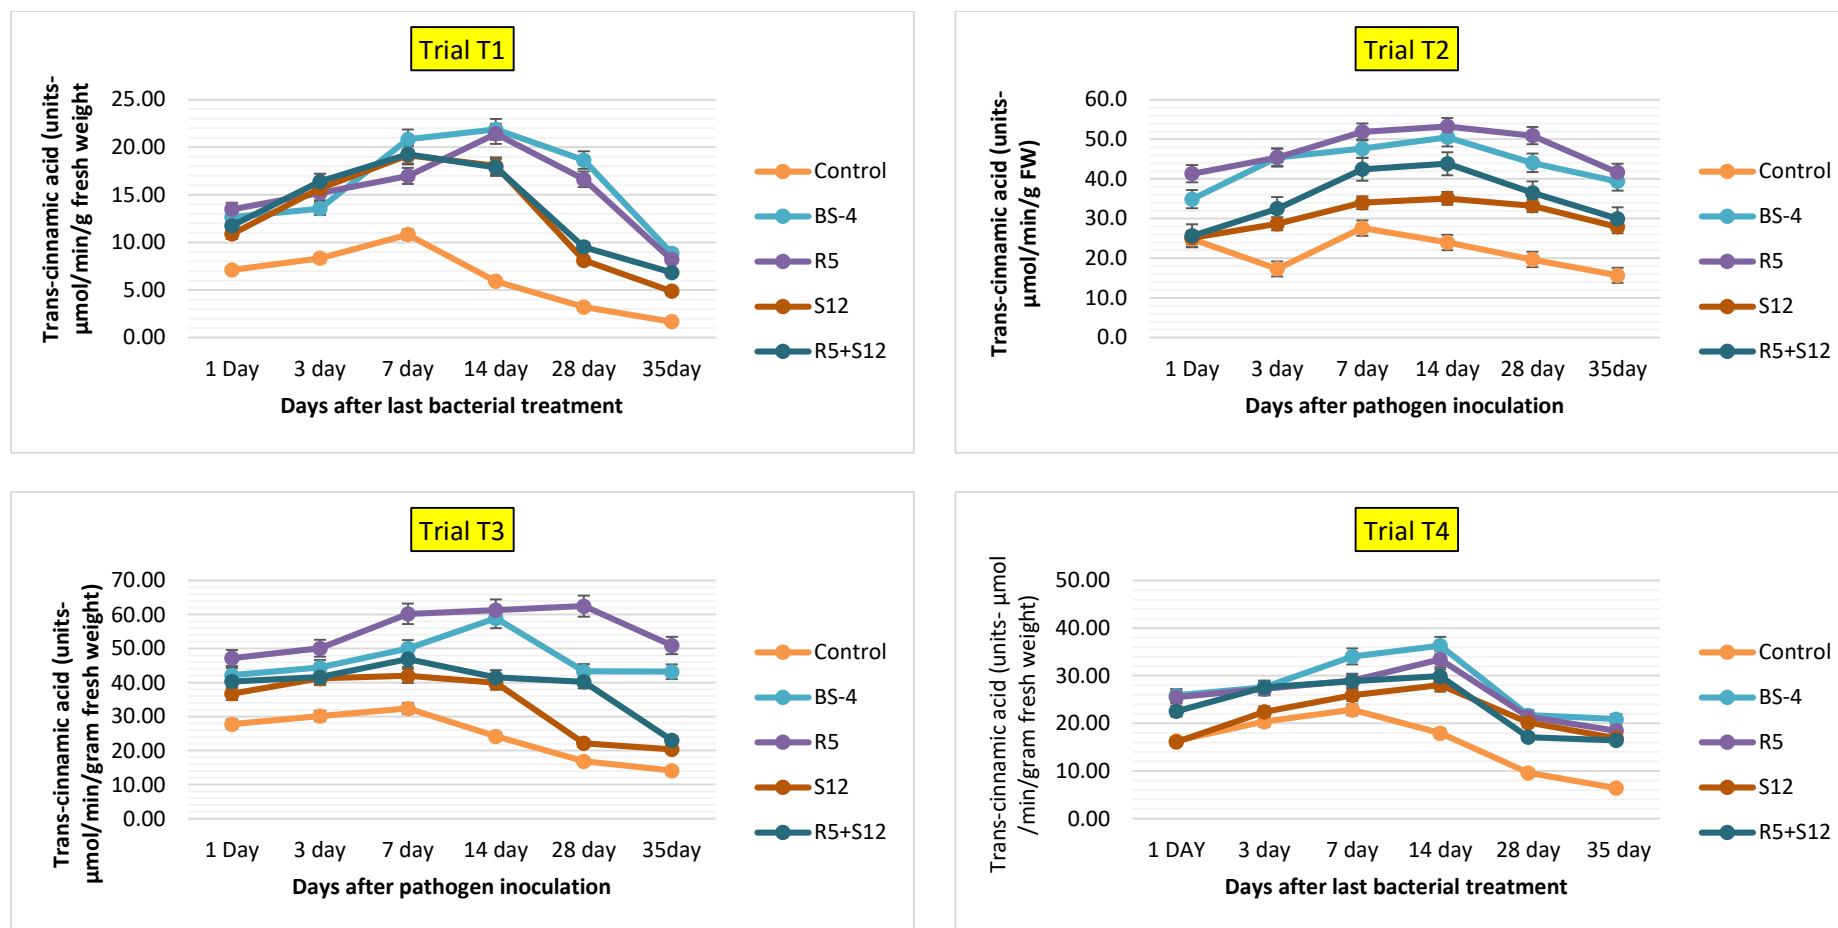 Trial T1
Trans-cinnamic acid (units-
µmol/min/g fresh weight
25.00
20.00
15.00
10.00
5.00
0.00
1 Day 3 day 7 day 14 day 28 day 35day
Days after last bacterial treatment
Control
BS-4
R5
S12
R5+S12
Trial T2
Trans-cinnamic acid (units-
µmol/min/g FW)
60.0
50.0
40.0
30.0
20.0
10.0
0.0
1 Day 3 day 7 day 14 day 28 day 35day
Days after pathogen inoculation
Control
BS-4
R5
S12
R5+S12
Trial T3
Trans-cinnamic acid (units-
µmol/min/gram fresh weight)
70.00
60.00
50.00
40.00
30.00
20.00
10.00
0.00
1 Day 3 day 7 day 14 day 28 day 35day
Days after pathogen inoculation
Control
BS-4
R5
S12
R5+S12
Trial T4
Trans-cinnamic acid (units- µmol
/min/gram fresh weight)
50.00
40.00
30.00
20.00
10.00
0.00
1 DAY 3 day 7 day 14 day 28 day 35 day
Days after last bacterial treatment
Control
BS-4
R5
S12
R5+S12